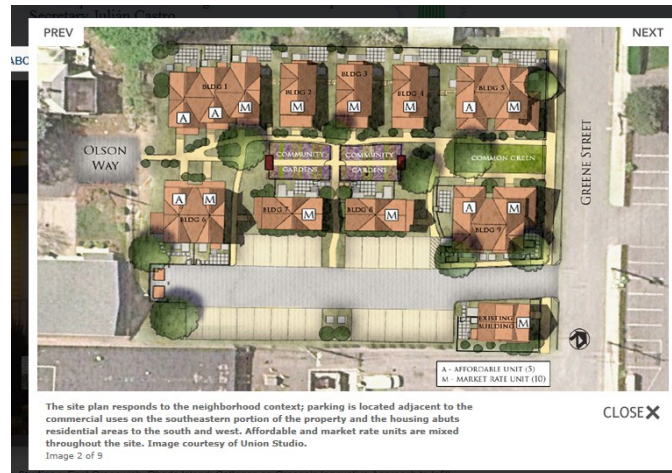 Secretary Julián Castro
PREV
NEXT
ABC
BLDG 1
BLDG 2
BLDG 3
BLDG 4
BLDG 5
A
A
M
M
M
M
A
M
OLSON
WAY
COMMUNITY
GARDENS
COMMUNITY
GARDENS
COMMON GREEN
GREENE STREET
A
M
BLDG 6
BLDG 7
M
BLDG 8
M
A
M
BLDG 9
EXISTING
BUILDING
M
A - AFFORDABLE UNIT (5)
M - MARKET RATE UNIT (10)
The site plan responds to the neighborhood context; parking is located adjacent to the
commercial uses on the southeastern portion of the property and the housing abuts
residential areas to the south and west. Affordable and market rate units are mixed
throughout the site. Image courtesy of Union Studio.
Image 2 of 9
CLOSE X